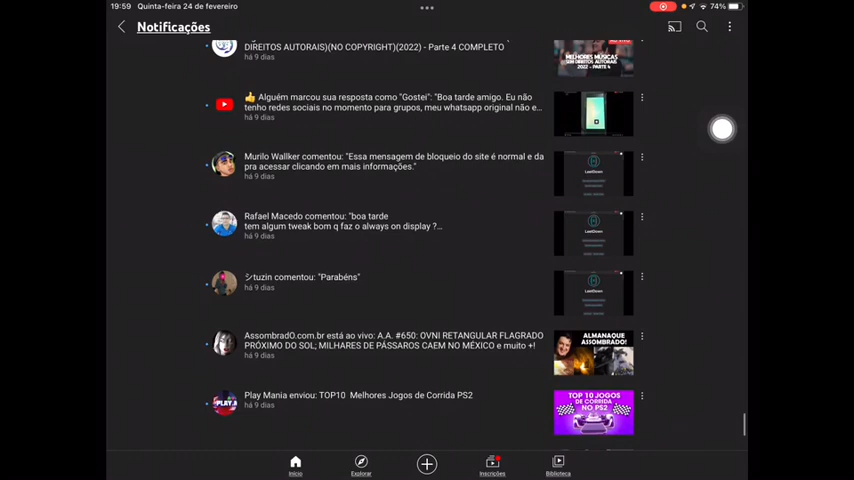 19:59 Quinta-feira 24 de fevereiro
74%
Notificações
DIREITOS AUTORAIS)(NO COPYRIGHT)(2022) - Parte 4 COMPLETO
há 9 dias
MELHORES MÚSICAS
SEM DIREITOS AUTORAIS
2022 - PARTE 4
👍 Alguém marcou sua resposta como "Gostei": "Boa tarde amigo. Eu não
tenho redes sociais no momento para grupos, meu whatsapp original não e...
há 9 dias
Murilo Wallker comentou: "Essa mensagem de bloqueio do site é normal e da
pra acessar clicando em mais informações."
há 9 dias
LeetDown
Rafael Macedo comentou: "boa tarde
tem algum tweak bom q faz o always on display ?...
há 9 dias
LeetDown
シtuzin comentou: "Parabéns"
há 9 dias
LeetDown
AssombradO.com.br está ao vivo: A.A. #650: OVNI RETANGULAR FLAGRADO
PRÓXIMO DO SOL; MILHARES DE PÁSSAROS CAEM NO MÉXICO e muito +!
há 9 dias
ALMANAQUE
ASSOMBRADO!
Play Mania enviou: TOP10 Melhores Jogos de Corrida PS2
há 9 dias
PLAY
TOP 10 JOGOS
DE CORRIDA
NO PS2
Início
Explorar
Inscrições
Biblioteca